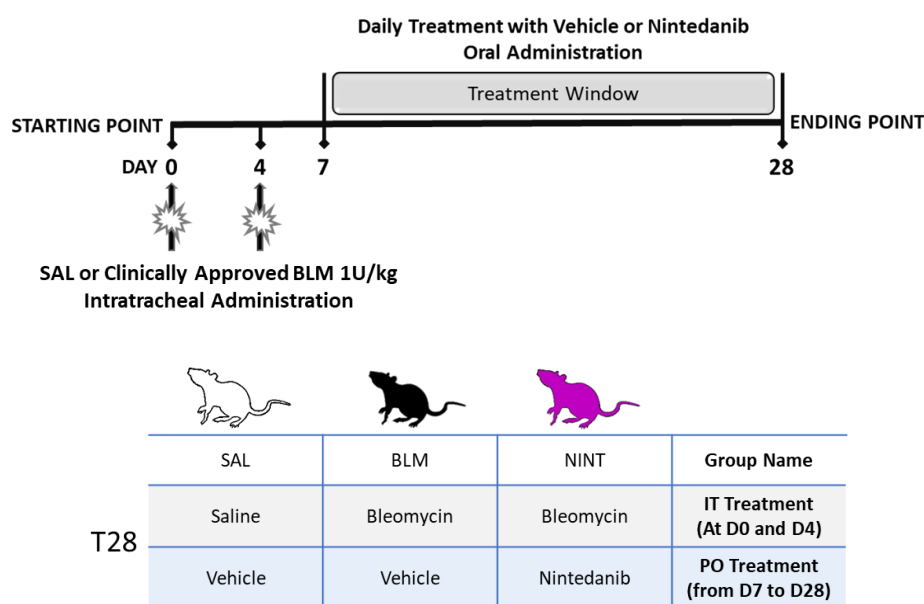 Daily Treatment with Vehicle or Nintedanib
Oral Administration
Treatment Window
STARTING POINT
ENDING POINT
DAY 0 4 7 28
SAL or Clinically Approved BLM 1U/kg
Intratracheal Administration
SAL BLM NINT Group Name
Saline Bleomycin Bleomycin IT Treatment
(At D0 and D4)
T28
Vehicle Vehicle Nintedanib PO Treatment
(from D7 to D28)